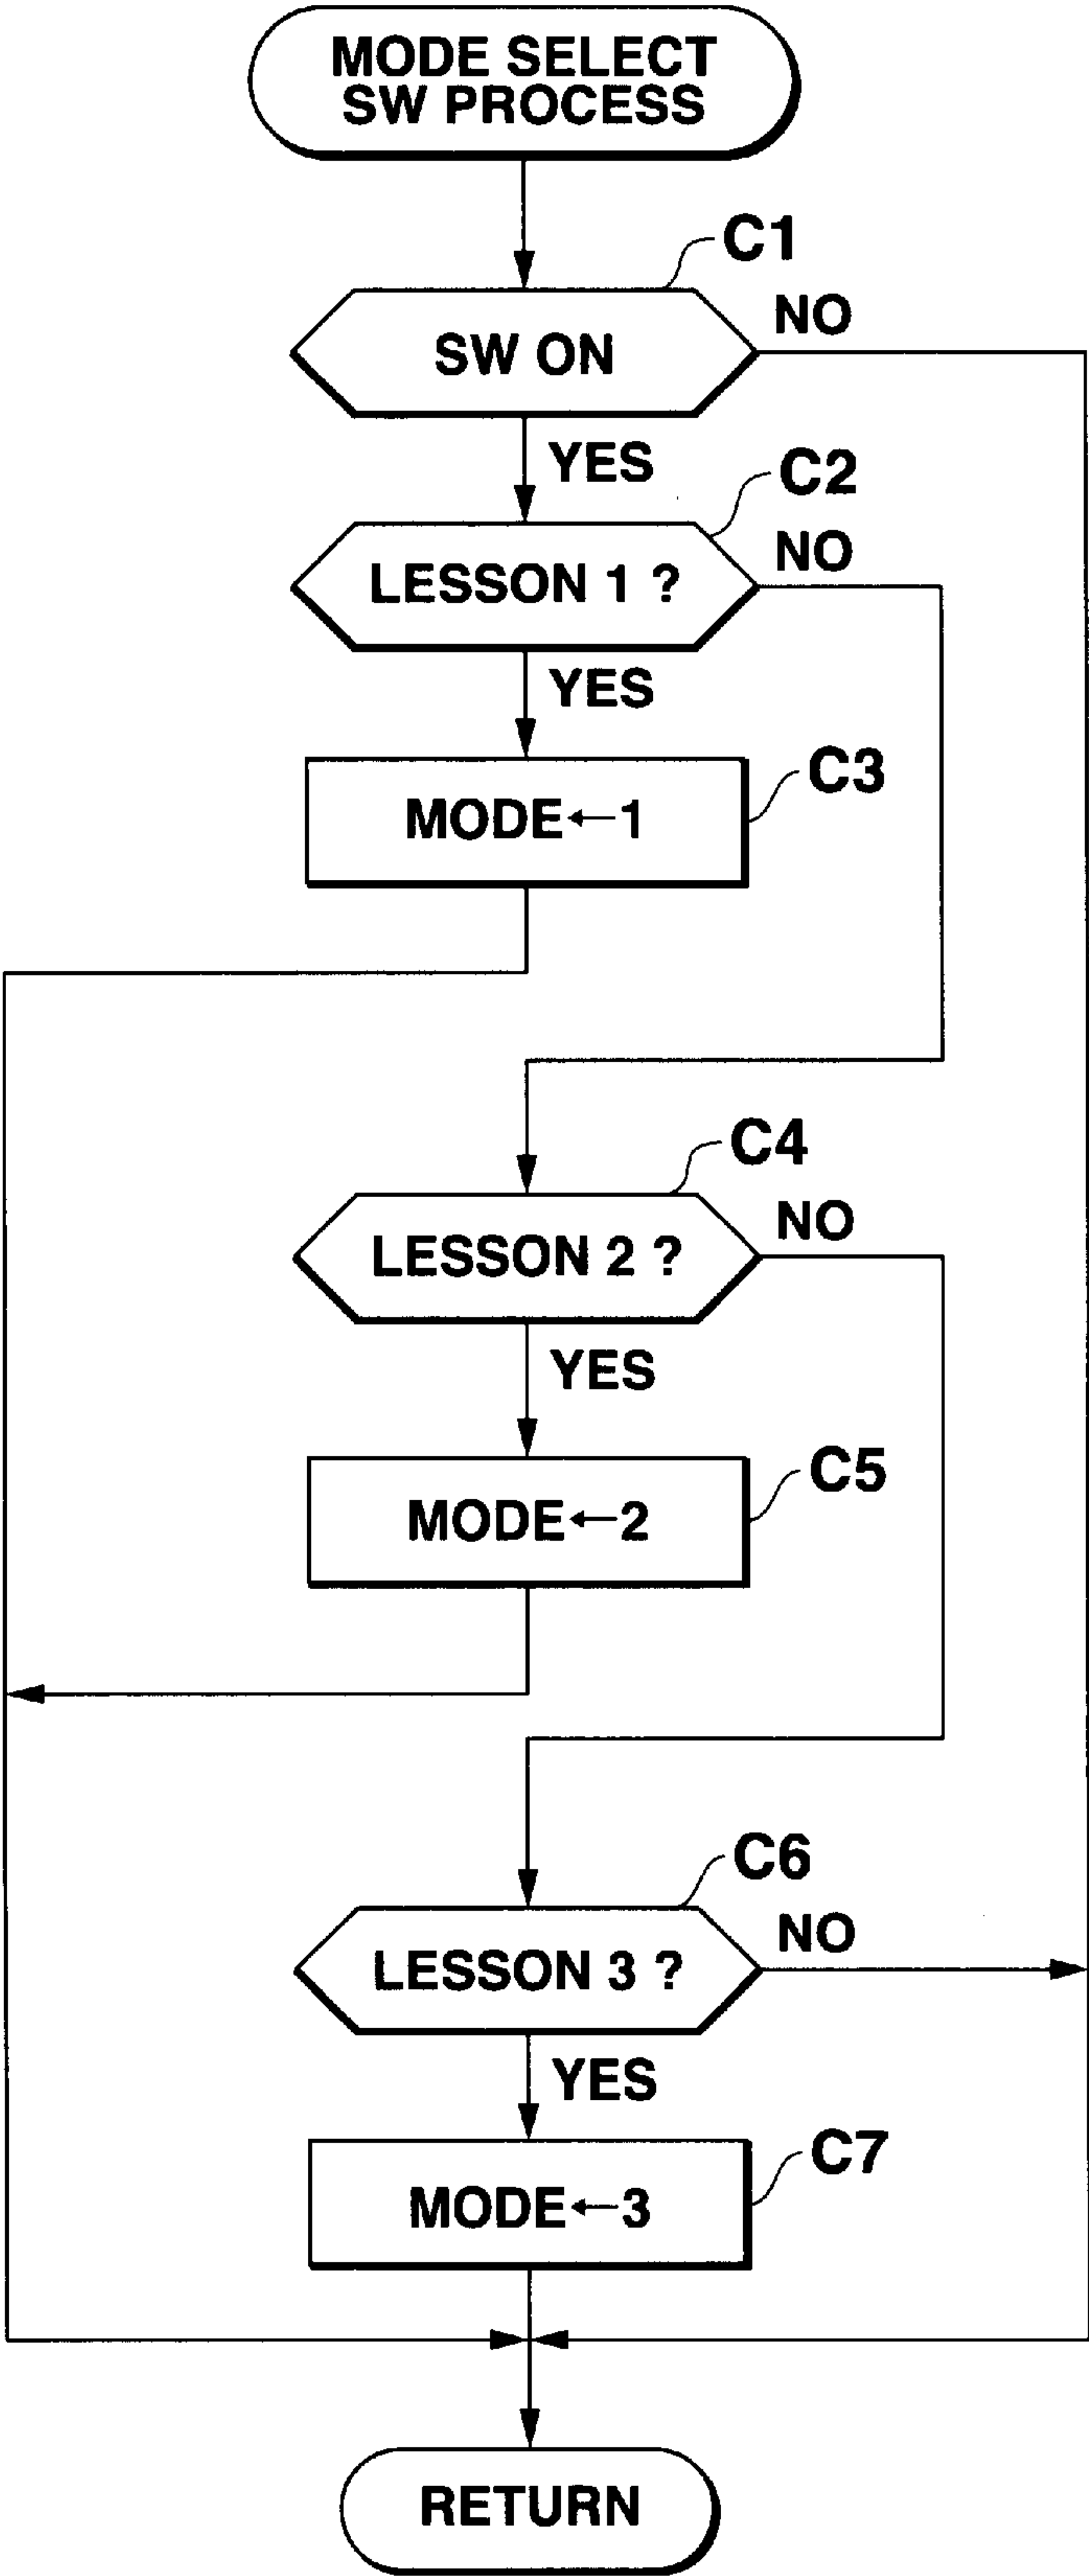 MODE SELECT
SW PROCESS
C1
SW ON
NO
YES
C2
LESSON 1 ?
NO
YES
C3
MODE←1
C4
LESSON 2 ?
NO
YES
C5
MODE←2
C6
LESSON 3 ?
NO
YES
C7
MODE←3
RETURN